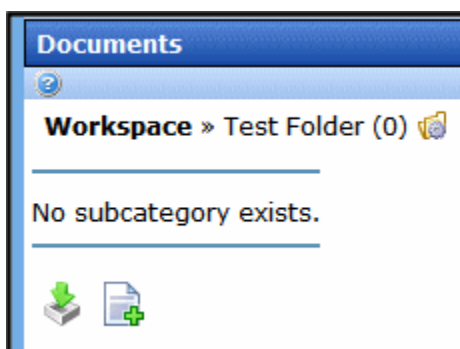 Documents
Workspace » Test Folder (0)
No subcategory exists.